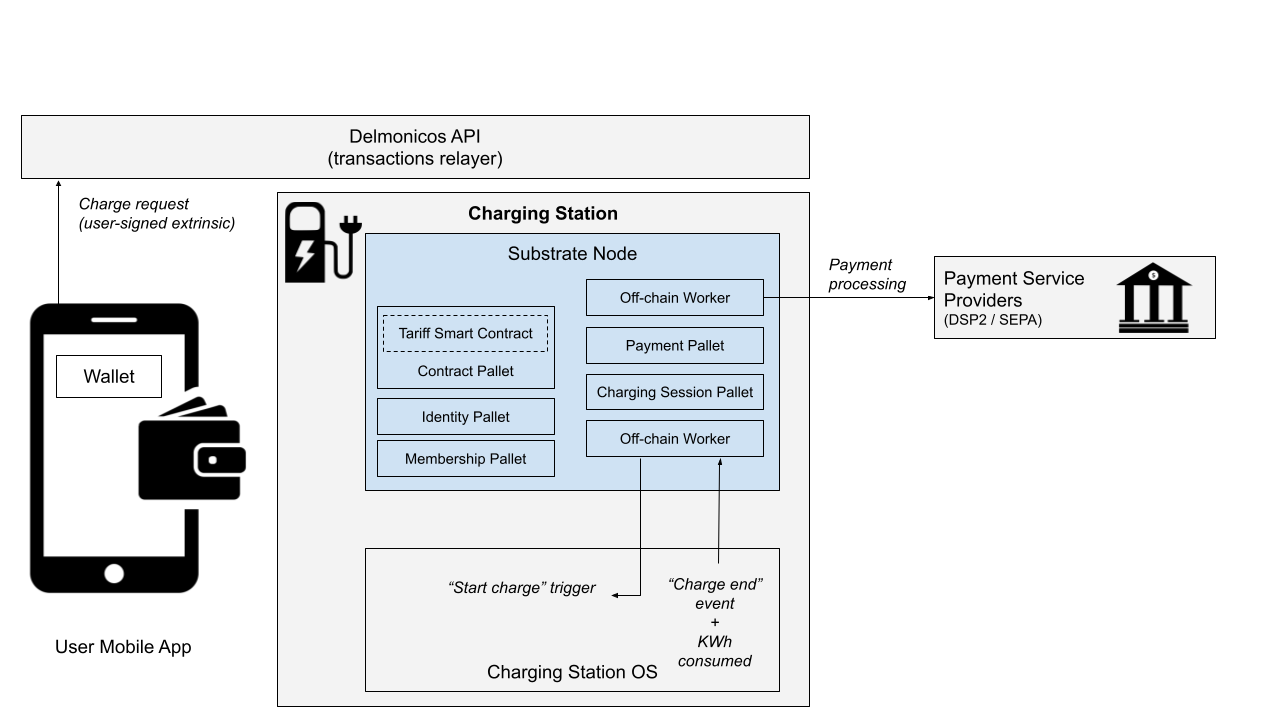 Delmonicos API
(transactions relayer)
Charge request
(user-signed extrinsic)
Charging Station
Substrate Node
Off-chain Worker
Payment
processing
Payment Service
Providers
(DSP2 / SEPA)
$
Tariff Smart Contract
Contract Pallet
Payment Pallet
Wallet
Charging Session Pallet
Identity Pallet
Off-chain Worker
Membership Pallet
“Start charge” trigger
“Charge end”
event
+
KWh
consumed
Charging Station OS
User Mobile App